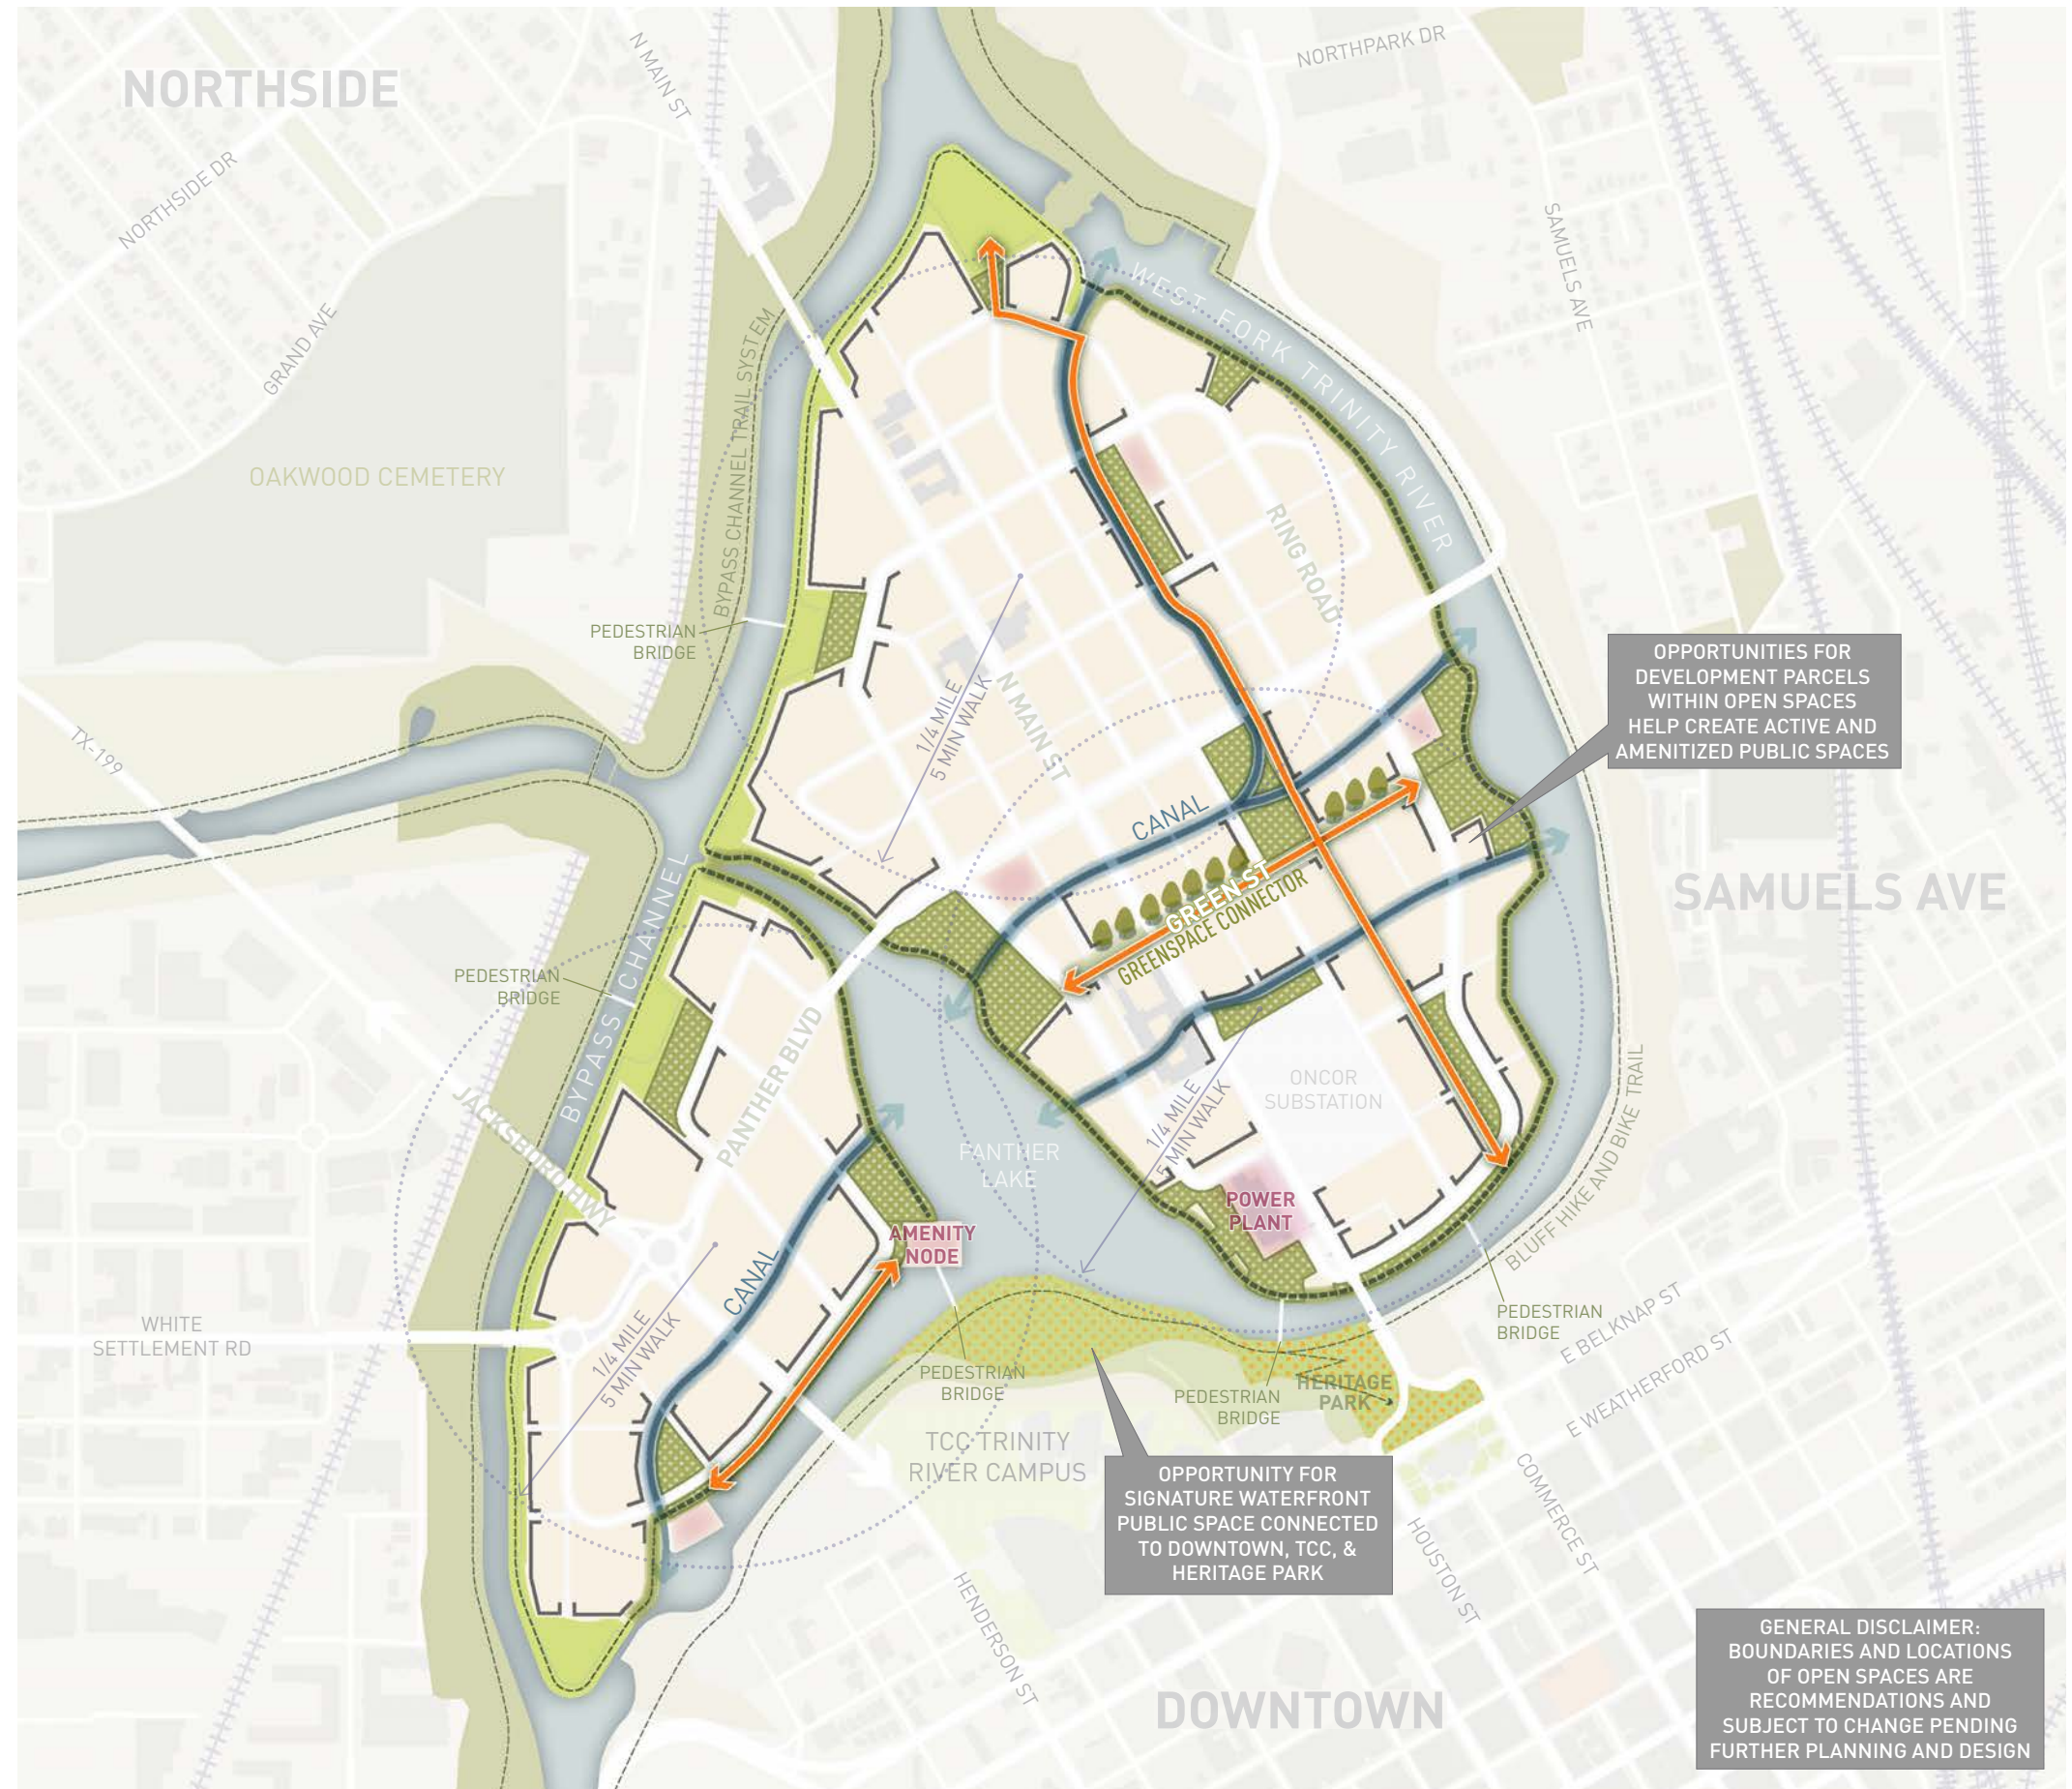 NORTHSIDE
N MAIN ST
NORTHPARK DR
NORTHSIDE DR
SAMUELS AVE
GRAND AVE
WEST FORK TRINITY RIVER
BYPASS CHANNEL TRAIL SYSTEM
OAKWOOD CEMETERY
RING ROAD
PEDESTRIAN
BRIDGE
OPPORTUNITIES FOR
DEVELOPMENT PARCELS
WITHIN OPEN SPACES
HELP CREATE ACTIVE AND
AMENITIZED PUBLIC SPACES
1/4 MILE
5 MIN WALK
N MAIN ST
TX-199
CANAL
GREEN ST
GREENSPACE CONNECTOR
SAMUELS AVE
BYPASS CHANNEL
PEDESTRIAN
BRIDGE
PANTHER BLVD
JACKSBORO FWY
ONCOR
SUBSTATION
1/4 MILE
5 MIN WALK
FANTHER
LAKE
BLUFF HIKE AND BIKE TRAIL
POWER
PLANT
AMENITY
NODE
CANAL
WHITE
SETTLEMENT RD
1/4 MILE
5 MIN WALK
PEDESTRIAN
BRIDGE
E BELKNAP ST
E WEATHERFORD ST
PEDESTRIAN
BRIDGE
PEDESTRIAN
BRIDGE
HERITAGE
PARK
TCC TRINITY
RIVER CAMPUS
OPPORTUNITY FOR
SIGNATURE WATERFRONT
PUBLIC SPACE CONNECTED
TO DOWNTOWN, TCC, &
HERITAGE PARK
COMMERCE ST
HOUSTON ST
HENDERSON ST
DOWNTOWN
GENERAL DISCLAIMER:
BOUNDARIES AND LOCATIONS
OF OPEN SPACES ARE
RECOMMENDATIONS AND
SUBJECT TO CHANGE PENDING
FURTHER PLANNING AND DESIGN